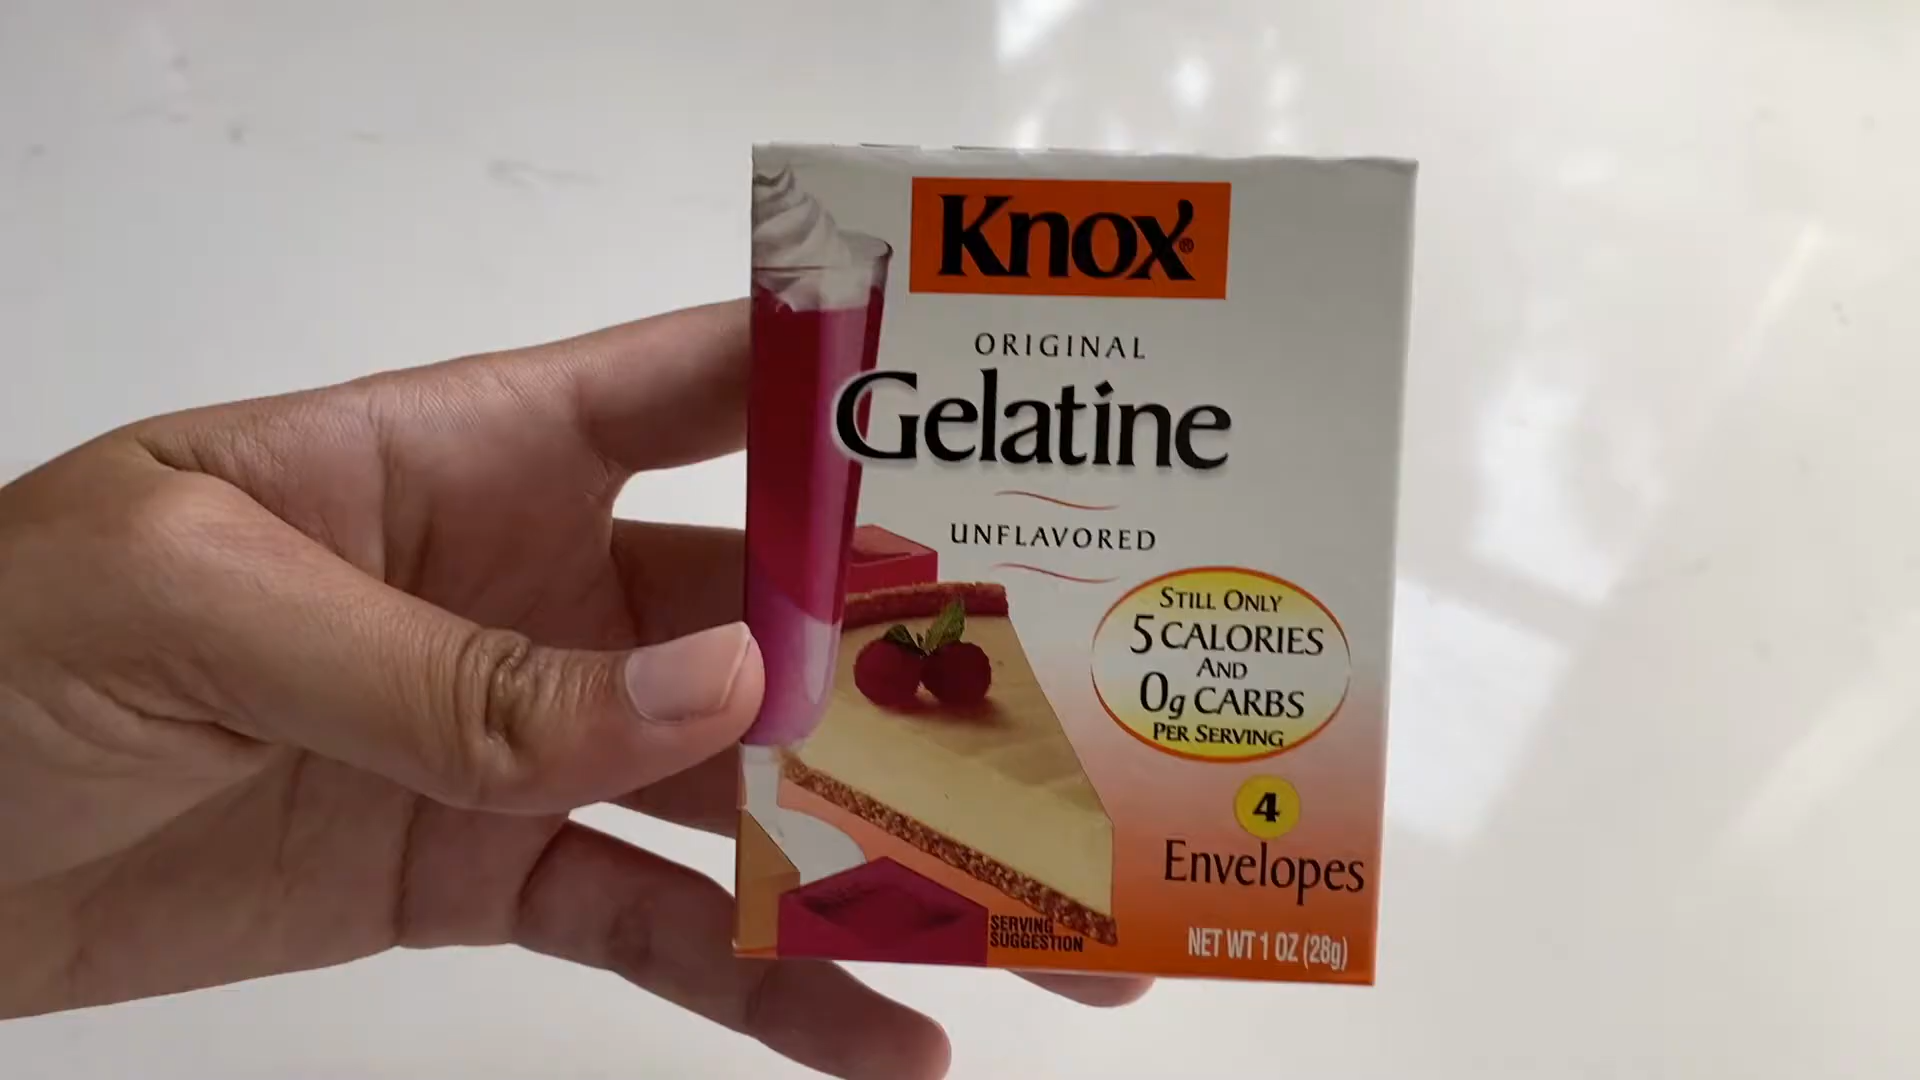 Knox®
ORIGINAL
Gelatine
UNFLAVORED
STILL ONLY
5 CALORIES
AND
0g CARBS
PER SERVING
4
Envelopes
SERVING
SUGGESTION
NET WT 1 OZ (28g)